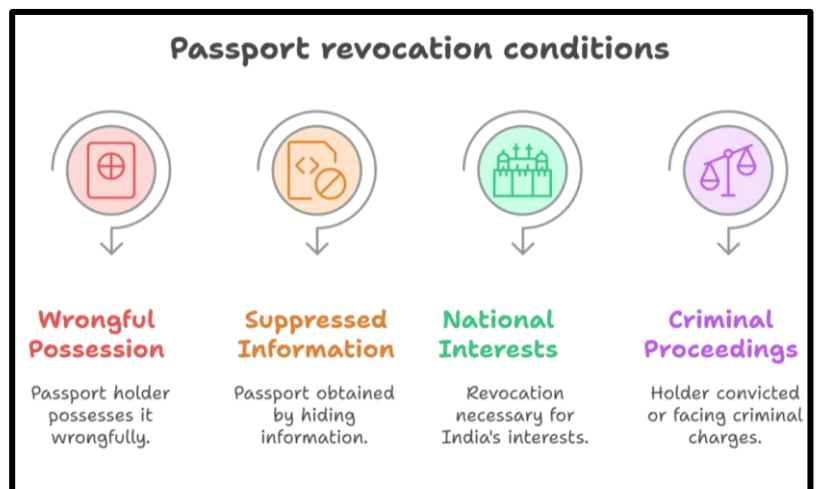 Passport revocation conditions
Wrongful
Possession
Passport holder
possesses it
wrongfully.
Suppressed
Information
Passport obtained
by hiding
information.
National
Interests
Revocation
necessary for
India's interests.
Criminal
Proceedings
Holder convicted
or facing criminal
charges.